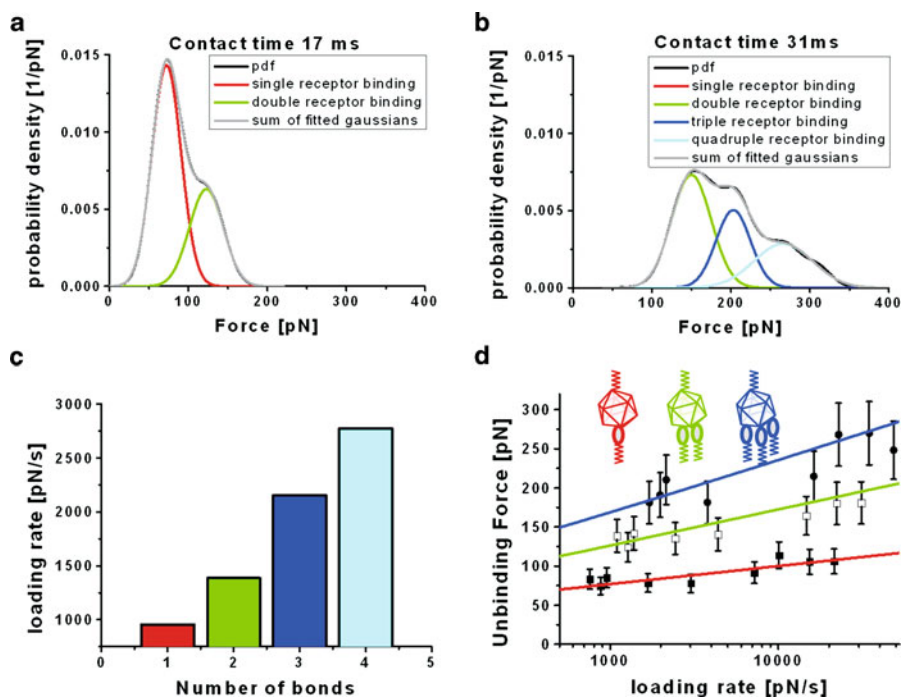 a
Contact time 17 ms
pdf
single receptor binding
double receptor binding
sum of fitted gaussians
probability density [1/pN]
0.015
0.010
0.005
0.000
0
100
200
300
400
Force [pN]
b
Contact time 31ms
pdf
single receptor binding
double receptor binding
triple receptor binding
quadruple receptor binding
sum of fitted gaussians
probability density [1/pN]
0.015
0.010
0.005
0.000
0
100
200
300
400
Force [pN]
c
loading rate [pN/s]
3000
2500
2000
1500
1000
0
1
2
3
4
5
Number of bonds
d
Unbinding Force [pN]
300
250
200
150
100
50
0
1000
10000
loading rate [pN/s]